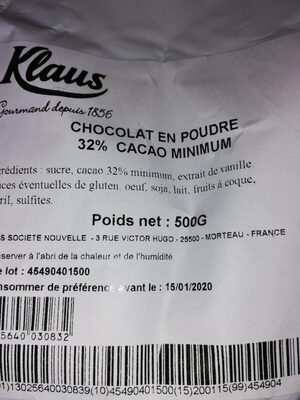 Klaus
Gourmand depuis 1856
CHOCOLAT EN POUDRE
32% CACAO MINIMUM
grédients : sucre, cacao 32% minimum, extrait de vanille
ces éventuelles de gluten, oeuf, soja, lait, fruits à coque,
ril, sulfites.
Poids net : 500G
S SOCIETE NOUVELLE - 3 RUE VICTOR HUGO - 25500 - MORTEAU - FRANCE
server à l'abri de la chaleur et de l'humidité
e lot : 45490401500
nsommer de préférence avant le : 15/01/2020
5640 030832
1)13025640030839(10)45490401500(15)200115(99)454904